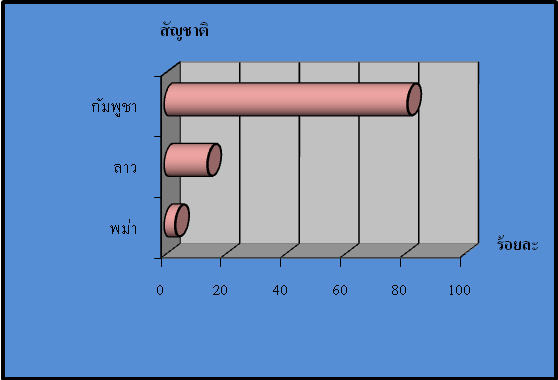 สัญชาติ
กัมพูชา
ลาว
พม่า
ร้อยละ
0 20 40 60 80 100